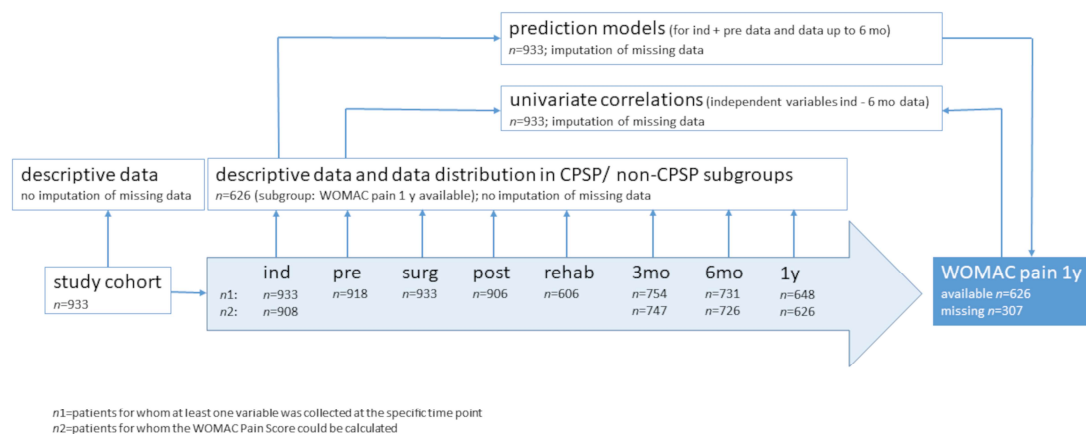 prediction models (for ind + pre data and data up to 6 mo)
n=933; imputation of missing data
univariate correlations (independent variables ind - 6 mo data)
n=933; imputation of missing data
descriptive data
no imputation of missing data
descriptive data and data distribution in CPSP/ non-CPSP subgroups
n=626 (subgroup: WOMAC pain 1 y available); no imputation of missing data
study cohort
n=933
ind pre surg post rehab 3mo 6mo 1y
n1: n=933 n=918 n=933 n=906 n=606 n=754 n=731 n=648
n2: n=908 n=747 n=726 n=626
WOMAC pain 1y
available n=626
missing n=307
n1=patients for whom at least one variable was collected at the specific time point
n2=patients for whom the WOMAC Pain Score could be calculated